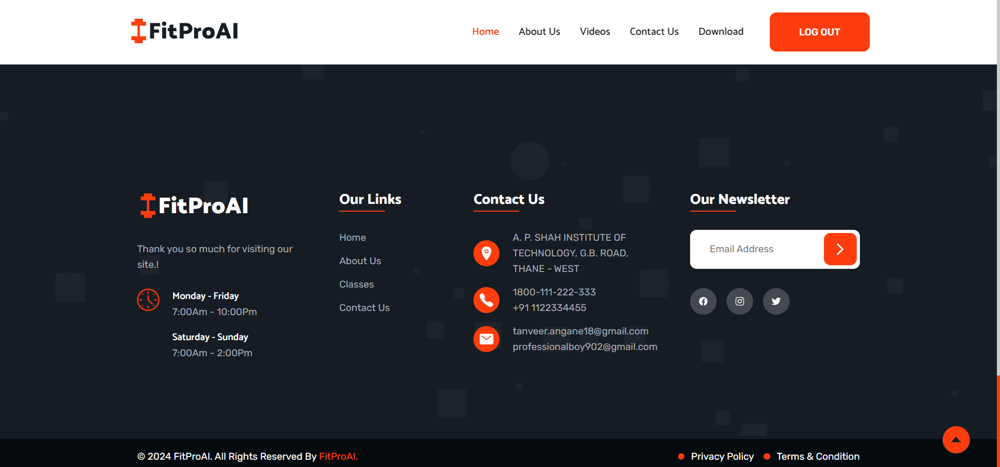 FitProAI
Home
About Us
Videos
Contact Us
Download
LOG OUT
FitProAI
Thank you so much for visiting our
site.!
Monday - Friday
7:00Am - 10:00Pm
Saturday - Sunday
7:00Am - 2:00Pm
Our Links
Home
About Us
Classes
Contact Us
Contact Us
A. P. SHAH INSTITUTE OF
TECHNOLOGY, G.B. ROAD,
THANE - WEST
1800-111-222-333
+91 1122334455
tanveer.angane18@gmail.com
professionalboy902@gmail.com
Our Newsletter
Email Address
© 2024 FitProAI. All Rights Reserved By FitProAI.
Privacy Policy
Terms & Condition